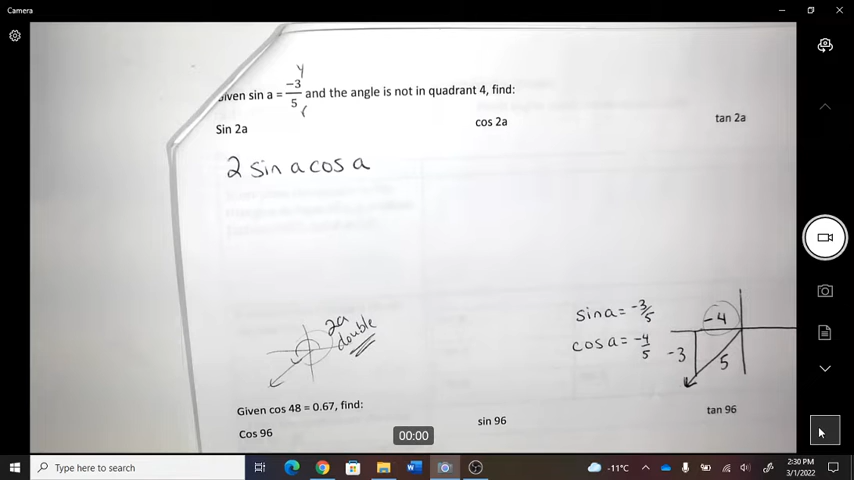 Camera
y
-3
iven sin a = and the angle is not in quadrant 4, find:
5
r
Sin 2a
cos 2a
tan 2a
2 sin a cos a
2a
double
sin a = -3/5
cos a = -4/5
-4
-3
5
Given cos 48 = 0.67, find:
Cos 96
sin 96
tan 96
00:00
Type here to search
-11°C
2:30 PM
3/1/2022